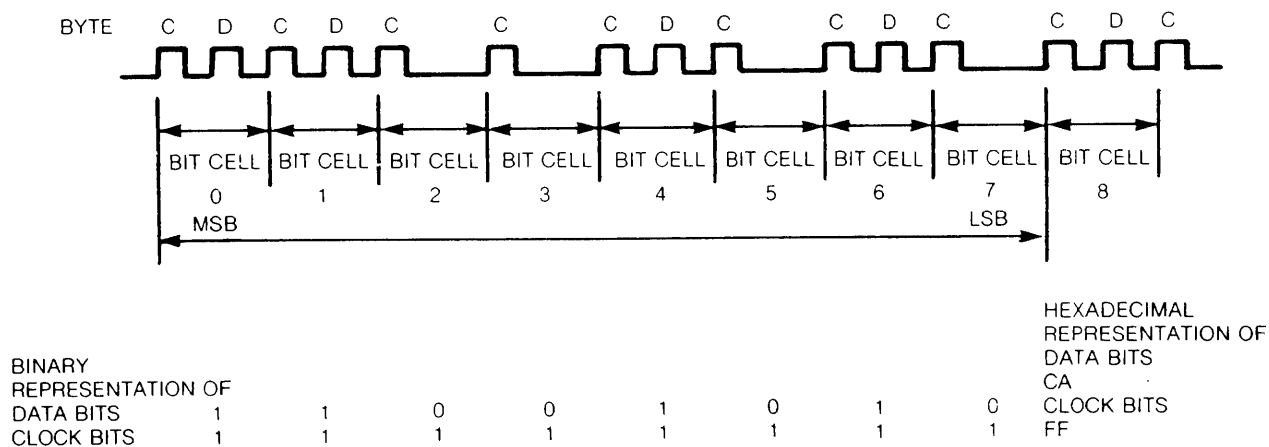 BYTE C D C D C C C D C C D C C D C
BIT CELL BIT CELL BIT CELL BIT CELL BIT CELL BIT CELL BIT CELL BIT CELL BIT CELL
0 1 2 3 4 5 6 7 8
MSB LSB
HEXADECIMAL
REPRESENTATION OF
DATA BITS
CA
CLOCK BITS
FF
BINARY
REPRESENTATION OF
DATA BITS 1 1 0 0 1 0 1 0
CLOCK BITS 1 1 1 1 1 1 1 1